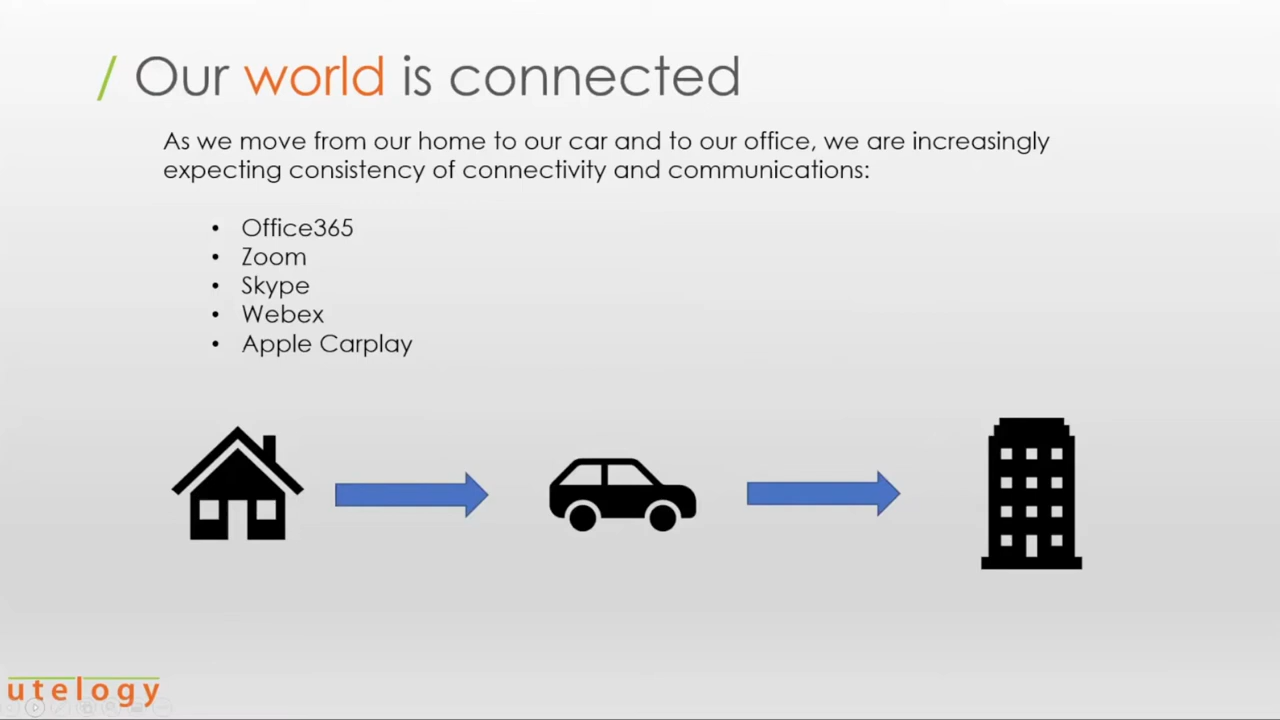 / Our world is connected
As we move from our home to our car and to our office, we are increasingly
expecting consistency of connectivity and communications:
• Office365
• Zoom
• Skype
• Webex
• Apple Carplay
utelogy